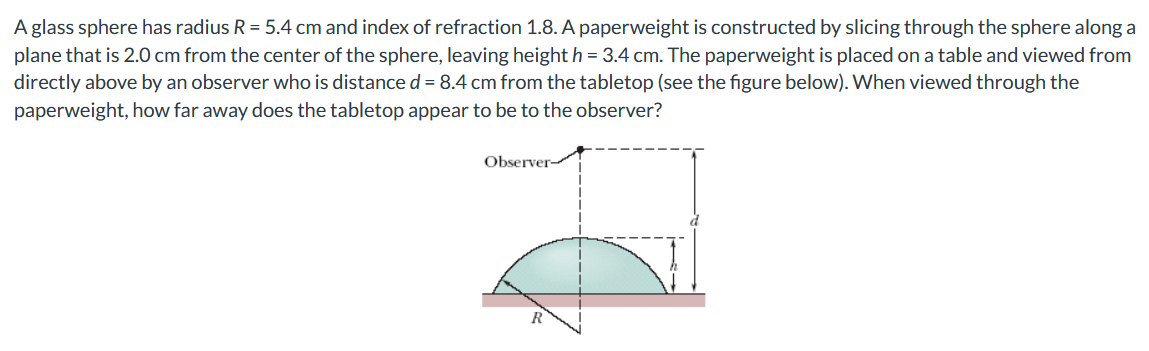 A glass sphere has radius R = 5.4 cm and index of refraction 1.8. A paperweight is constructed by slicing through the sphere along a
plane that is 2.0 cm from the center of the sphere, leaving height h = 3.4 cm. The paperweight is placed on a table and viewed from
directly above by an observer who is distance d = 8.4 cm from the tabletop (see the figure below). When viewed through the
paperweight, how far away does the tabletop appear to be to the observer?
Observer
d
h
R